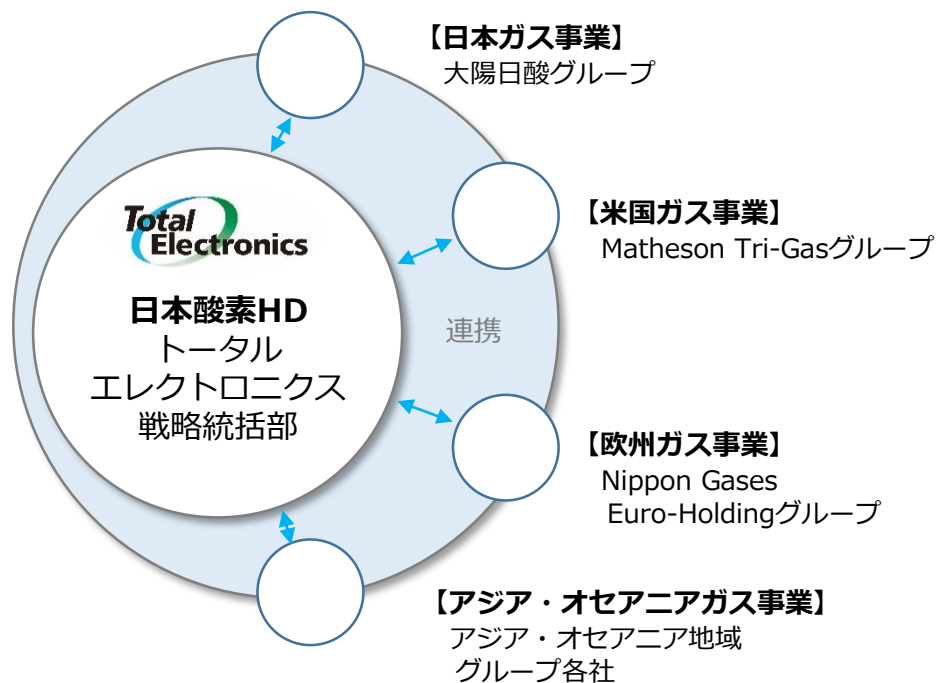 【日本ガス事業】
大陽日酸グループ
Total
Electronics
日本酸素HD
トータル
エレクトロニクス
戦略統括部
【米国ガス事業】
Matheson Tri-Gasグループ
連携
【欧州ガス事業】
Nippon Gases
Euro-Holdingグループ
【アジア・オセアニアガス事業】
アジア・オセアニア地域
グループ各社